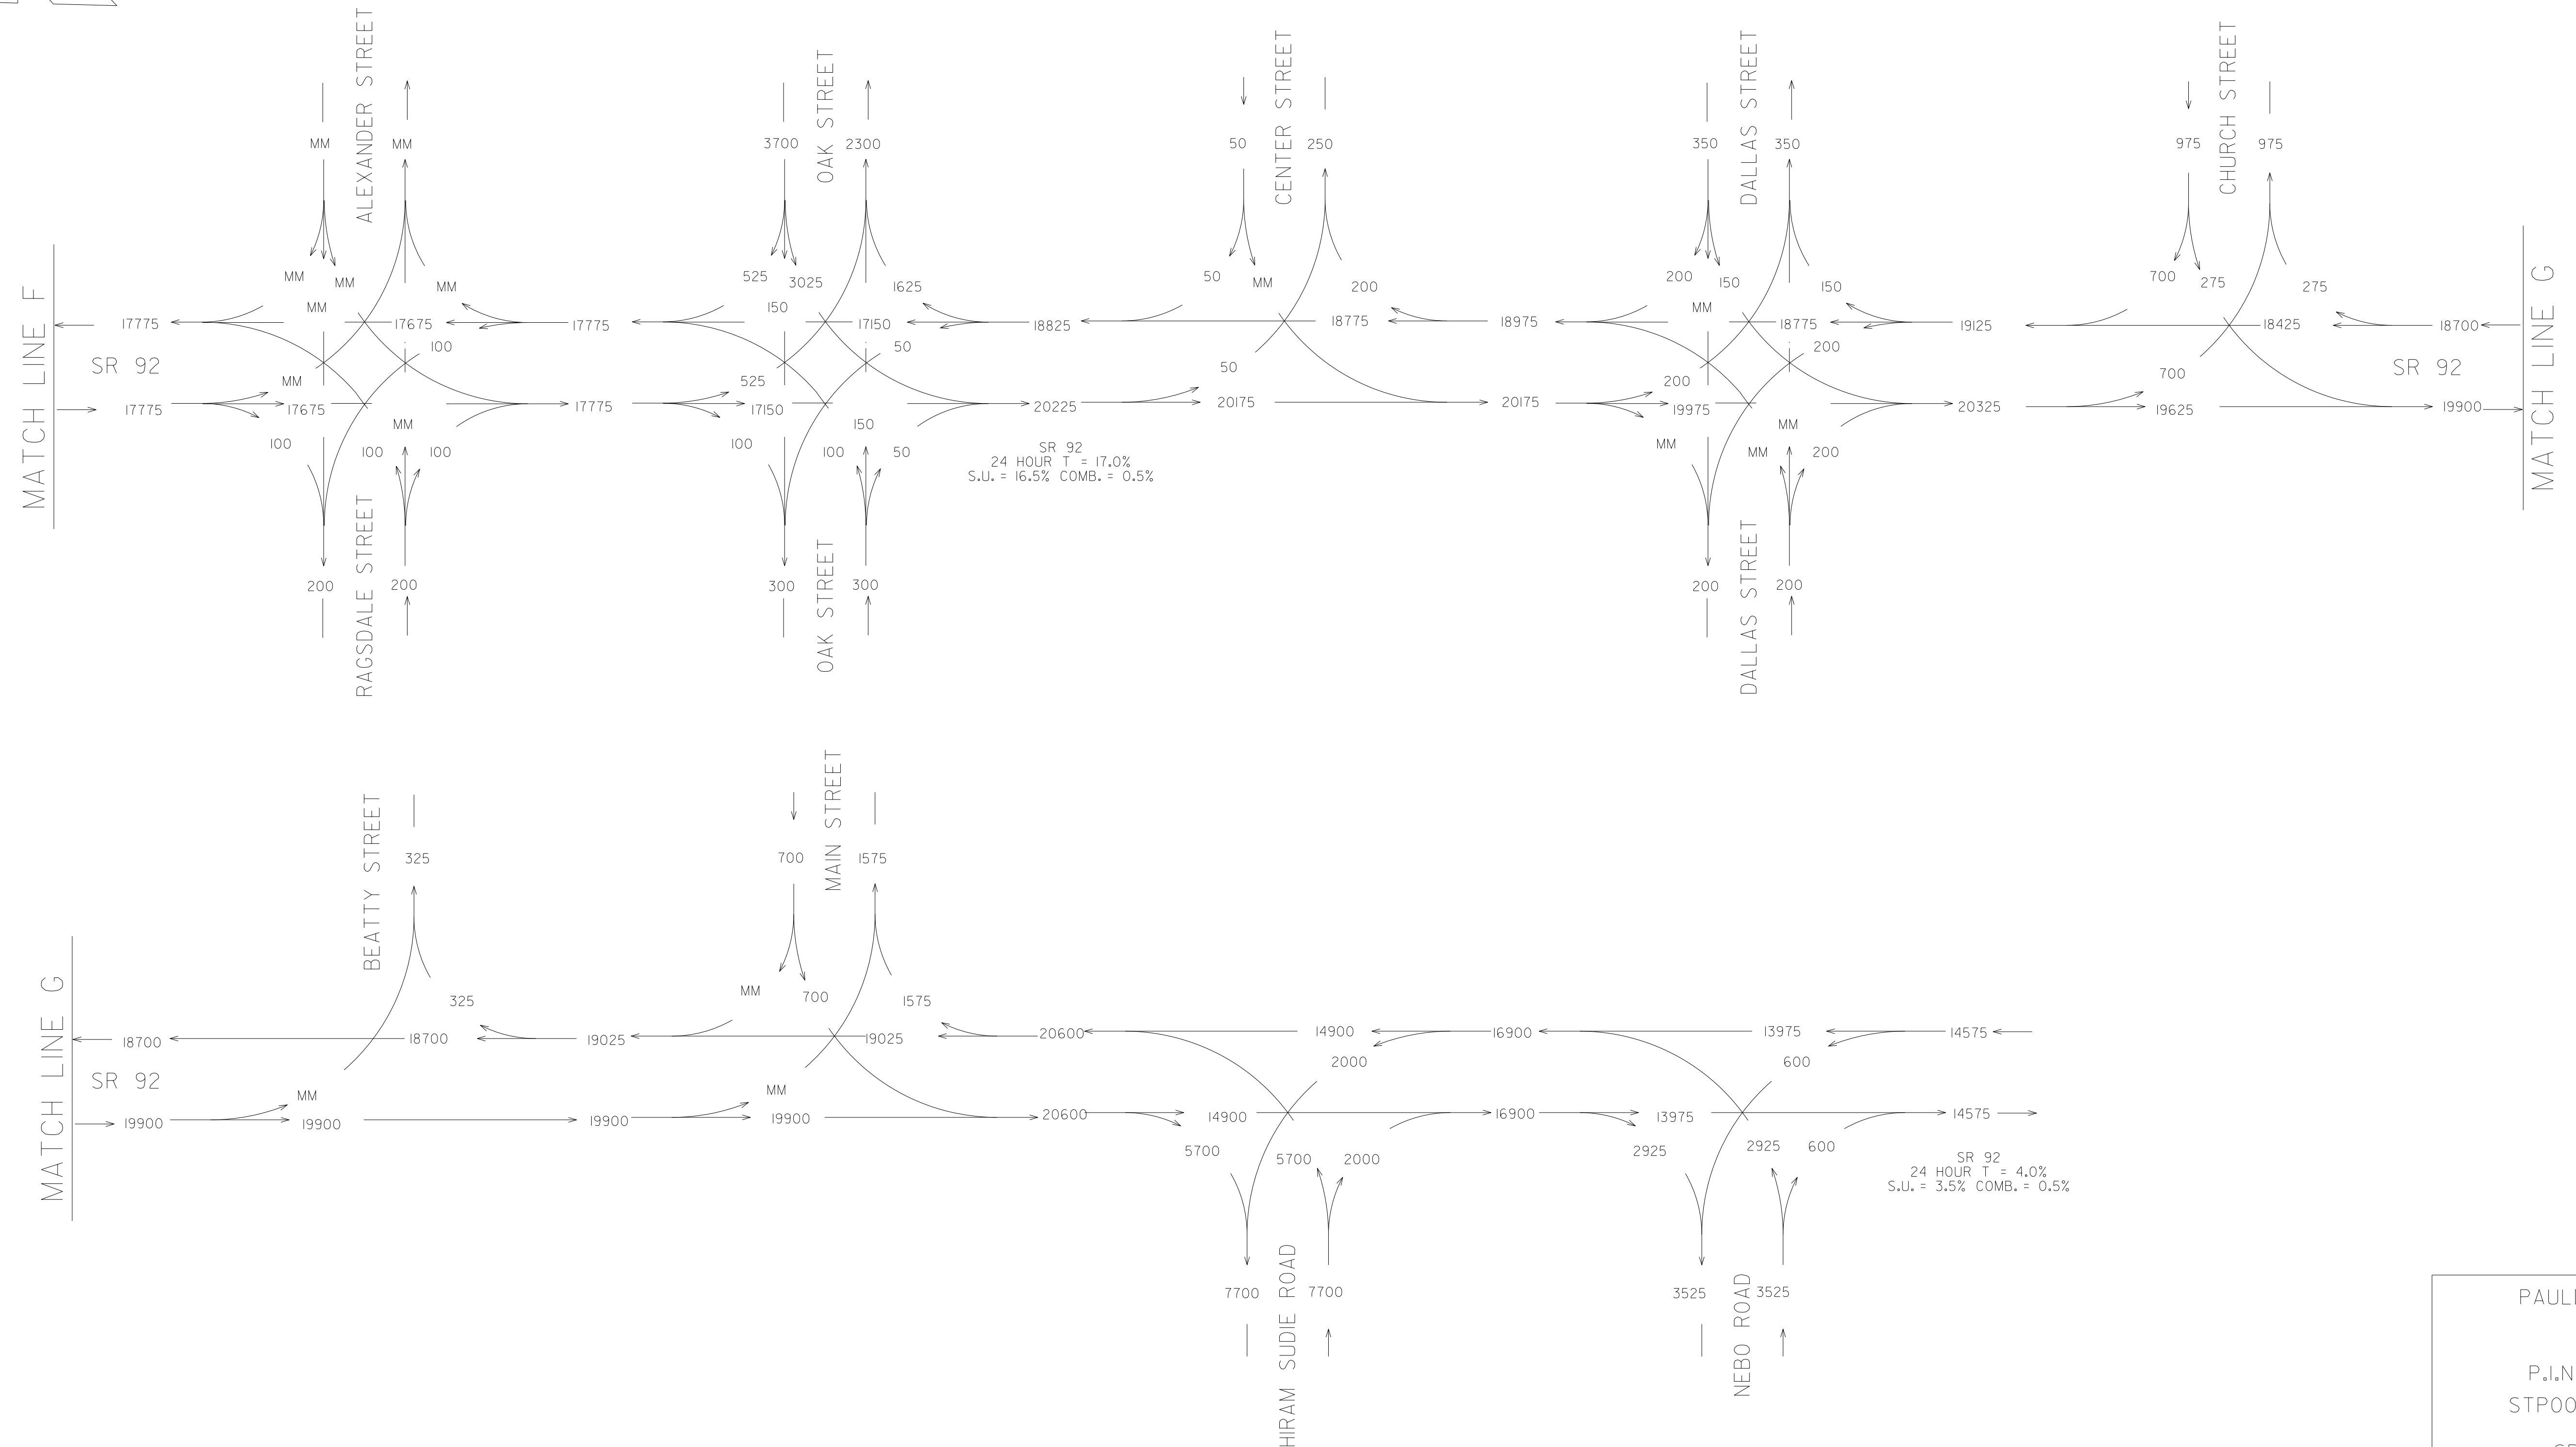 ALEXANDER STREET
OAK STREET
CENTER STREET
DALLAS STREET
CHURCH STREET
MM
MM
3700
2300
50
250
350
350
975
975
MM
MM
MM
MM
525
3025
1625
50
MM
200
200
150
150
700
275
275
MM
150
MM
MATCH LINE F
17775
17675
17775
17150
18825
18775
18975
18775
19125
18425
18700
MATCH LINE G
100
50
200
SR 92
SR 92
MM
525
50
200
700
17775
17675
17775
17150
20225
20175
20175
19975
20325
19625
19900
100
MM
100
100
100
150
100
50
MM
MM
MM
200
SR 92
24 HOUR T = 17.0%
S.U. = 16.5% COMB. = 0.5%
200
200
300
300
200
200
RAGSDALE STREET
OAK STREET
DALLAS STREET
BEATTY STREET
MAIN STREET
325
700
1575
325
MM
700
1575
MATCH LINE G
18700
18700
19025
19025
20600
14900
16900
13975
14575
2000
600
SR 92
MM
MM
19900
19900
19900
19900
20600
14900
16900
13975
14575
5700
5700
2000
2925
2925
600
SR 92
24 HOUR T = 4.0%
S.U. = 3.5% COMB. = 0.5%
7700
7700
3525
3525
HIRAM SUDIE ROAD
NEBO ROAD
PAUL
P.I.N
STP00